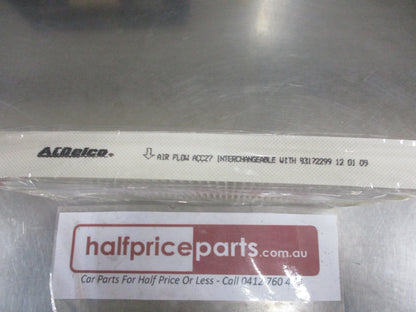 ACDelco
AIR FLOW ACC27 INTERCHANGEABLE WITH 93172299 12 01 09
halfpriceparts.com.au
Car Parts For Half Price Or Less - Call 0412 760 4